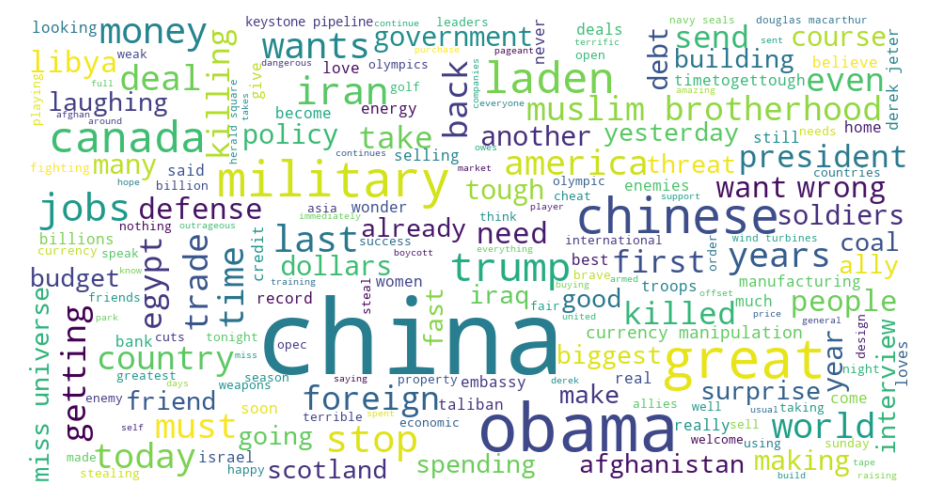 looking
money
keystone pipeline
continue
leaders
deals
navy seals
douglas macarthur
weak
wants
government
pageant
terrific
open
never
send
sent
course
libya
deal
killing
dangerous
love
olympics
purchase
debt
building
believe
full
iran
golf
give
back
laden
companies
everyone
timetogettough
even
amazing
playing
laughing
afghan
around
herald square
takes
become
energy
muslim brotherhood
derek jeter
canada
policy
take
another
yesterday
still
needs
home
owes
many
said
continues
selling
market
america
threat
president
countries
fighting
hope
billion
military
tough
olympic
cheat
enemies
support
want
wrong
jobs
defense
nothing
outrageous
asia
wonder
immediately
think
player
chinese
soldiers
billions
currency
speak
know
egypt
trade
time
credit
last
success
boycott
already
need
everything
international
best
order
wind turbines
years
coal
ally
budget
dollars
training
steal
women
trump
buying
brave
armed
first
troops
offset
manufacturing
friends
park
record
china
fast
iraq
fair
united
good
killed
much
price
general
people
miss universe
getting
bank
cuts
tonight
opec
currency manipulation
design
country
miss
biggest
great
year
night
loves
greatest
days
season
weapons
saying
property
embassy
derek
real
surprise
interview
enemy
friend
soon
foreign
taliban
make
allies
well
usual
taking
come
self
must
terrible
spent
economic
obama
really
sell
welcome
using
world
sunday
made
today
going
israel
stop
stealing
happy
scotland
spending
afghanistan
making
build
tape
raising